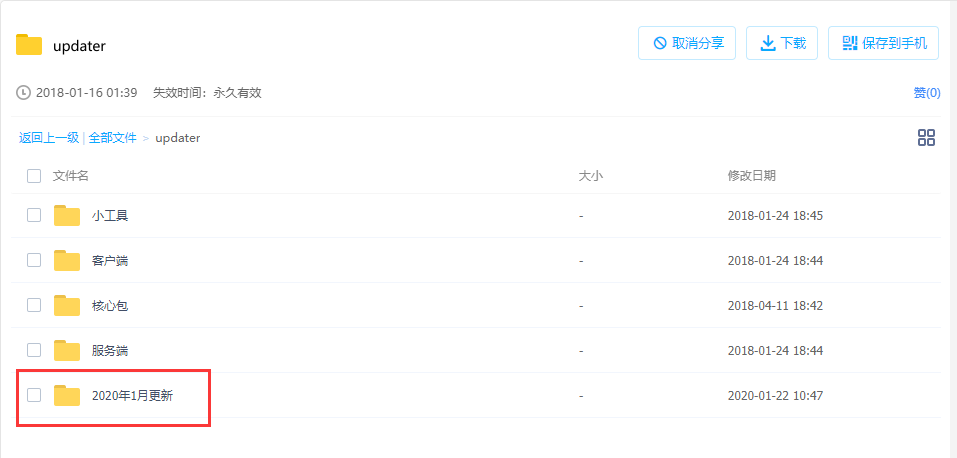 updater
取消分享 下载 保存到手机
2018-01-16 01:39 失效时间：永久有效 赞(0)
返回上一级 | 全部文件 > updater
文件名 大小 修改日期
小工具 - 2018-01-24 18:45
客户端 - 2018-01-24 18:44
核心包 - 2018-04-11 18:42
服务端 - 2018-01-24 18:44
2020年1月更新 - 2020-01-22 10:47